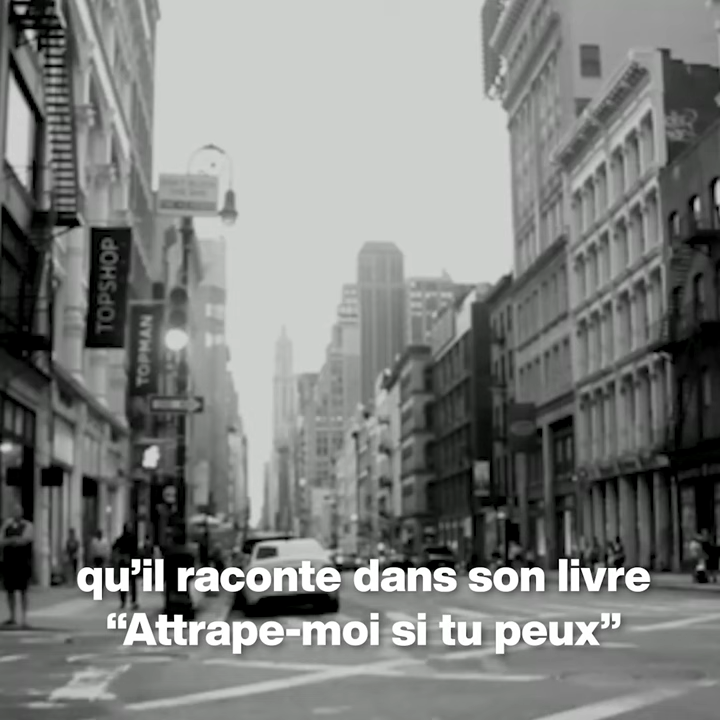 TOPSHOP
TOPMAN
qu’il raconte dans son livre
“Attrape-moi si tu peux”